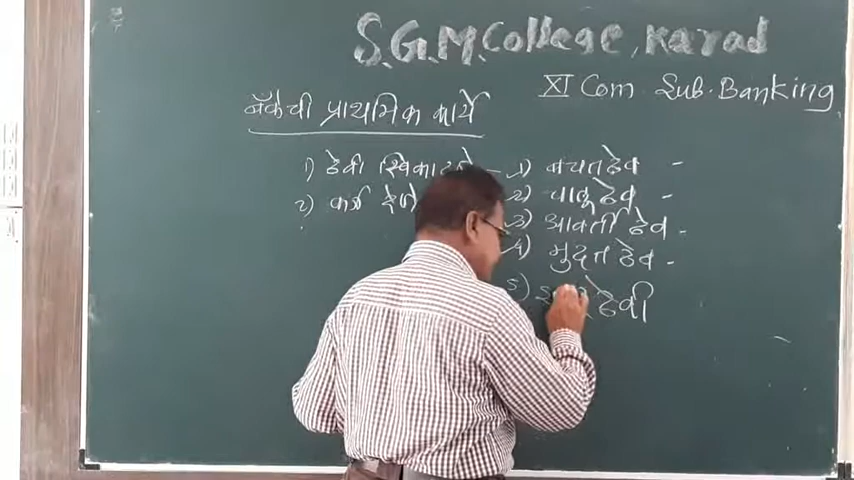 S.G.M.College, Karad
XI Com Sub. Banking
बँकेची प्राथमिक कार्ये
१) ठेवी स्विकारणे - १) बचत ठेव -
२) कर्ज देणे २) चालू ठेव -
३) आवर्ती ठेव -
४) मुदत ठेव -
५) ठेवी